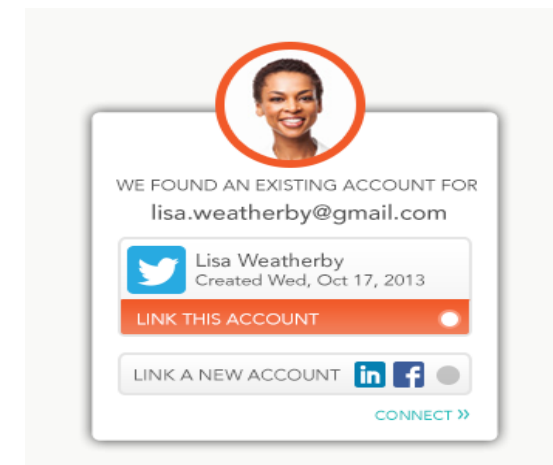 WE FOUND AN EXISTING ACCOUNT FOR
lisa.weatherby@gmail.com
Lisa Weatherby
Created Wed, Oct 17, 2013
LINK THIS ACCOUNT
LINK A NEW ACCOUNT in f
CONNECT »